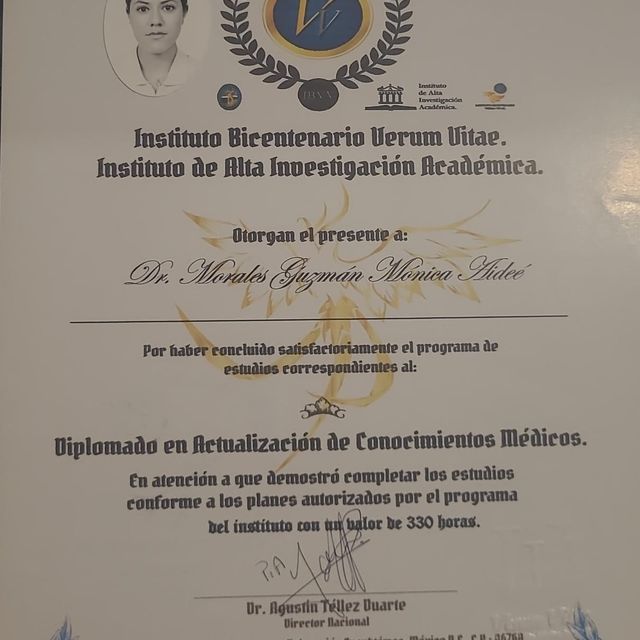 Instituto
de Alta
Investigación
Académica.
Instituto Bicentenario Verum Vitae.
Instituto de Alta Investigación Académica.
Otorgan el presente a:
Dr. Morales Guzmán Mónica Aideé
Por haber concluido satisfactoriamente el programa de
estudios correspondientes al:
Diplomado en Actualización de Conocimientos Médicos.
En atención a que demostró completar los estudios
conforme a los planes autorizados por el programa
del instituto con un valor de 330 horas.
P.A
Dr. Agustín Téllez Duarte
Director Nacional